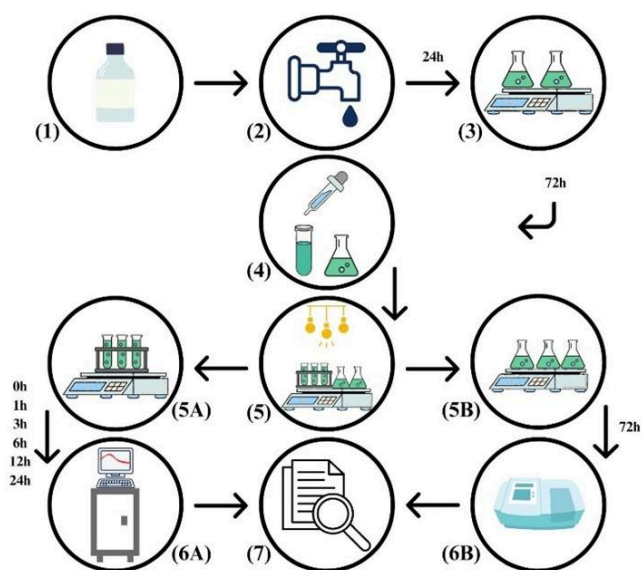 (1)
(2)
24h
(3)
72h
(4)
(5A)
(5)
(5B)
0h
1h
3h
6h
12h
24h
72h
(6A)
(7)
(6B)